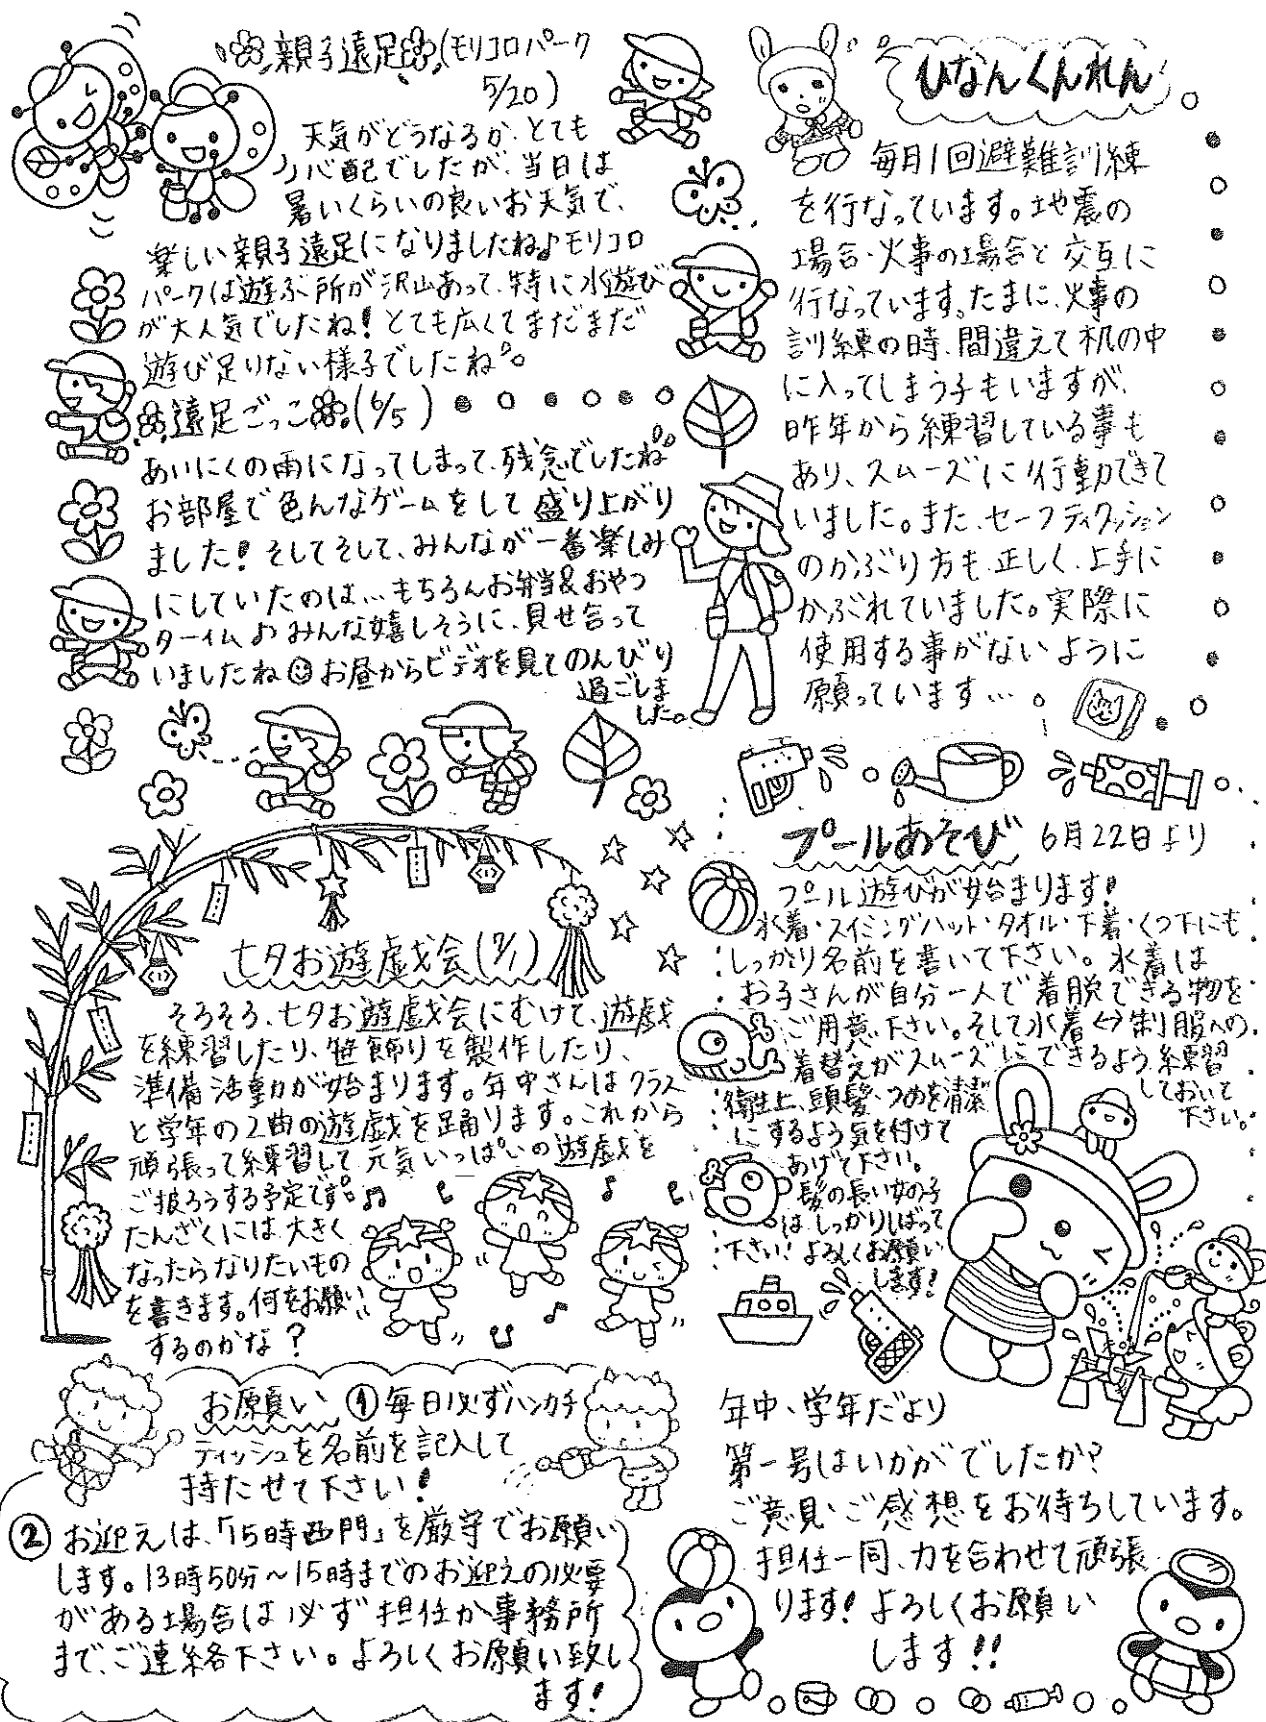 親子遠足(モリコロパーク
5/20)
天気がどうなるか、とても
心配でしたが、当日は
暑いくらいの良いお天気で、
楽しい親子遠足になりましたね♪モリコロ
パークは遊ぶ所が沢山あって、特に水遊び
が大人気でしたね!とても広くてまだまだ
遊び足りない様子でしたね。
遠足ごっこ(6/5)
あいにくの雨になってしまって、残念でしたね。
お部屋で色んなゲームをして盛り上がり
ました!そしてそして、みんなが一番楽しみ
にしていたのは…もちろんお弁当&おやつ
ターイム♪みんな嬉しそうに、見せ合って
いましたね☺お昼からビデオを見てのんびり
過ごしま
した。
ひなんくんれん
毎月1回避難訓練
を行なっています。地震の
場合・火事の場合と交互に
行なっています。たまに、火事の
訓練の時、間違えて机の中
に入ってしまう子もいますが、
昨年から練習している事も
あり、スムーズに行動できて
いました。また、セーフティクッション
のかぶり方も、正しく、上手に
かぶれていました。実際に
使用する事がないように
願っています…
七夕お遊戯会(7/1)
そろそろ、七夕お遊戯会にむけて、遊戯
を練習したり、笹飾りを製作したり、
準備活動が始まります。年中さんはクラス
と学年の2曲の遊戯を踊ります。これから
頑張って練習して元気いっぱいの遊戯を
ご披ろうする予定です。♪♫
たんざくには、大きく
なったらなりたいもの
を書きます。何をお願い
するのかな?
プールあそび 6月22日より
プール遊びが始まります!
水着・スイミングハット・タオル・下着・くつ下にも
しっかり名前を書いて下さい。水着は
お子さんが自分一人で着脱できる物を
ご用意下さい。そして水着↔制服への
着替えがスムーズにできるよう、練習
しておいて
下さい。
衛生上、頭髪・つめを清潔
にするよう気を付けて
あげて下さい。
髪の長い女の子
は、しっかりしばって
下さい!よろしくお願い
します!
お願い ①毎日必ずハンカチ
ティッシュを名前を記入して
持たせて下さい!
② お迎えは、「15時西門」を厳守でお願い
します。13時50分～15時までのお迎えの必要
がある場合は必ず担任か事務所
まで、ご連絡下さい。よろしくお願い致し
ます!
年中、学年だより
第一号はいかがでしたか?
ご意見・ご感想をお待ちしています。
担任一同、力を合わせて頑張
ります!よろしくお願い
します!!